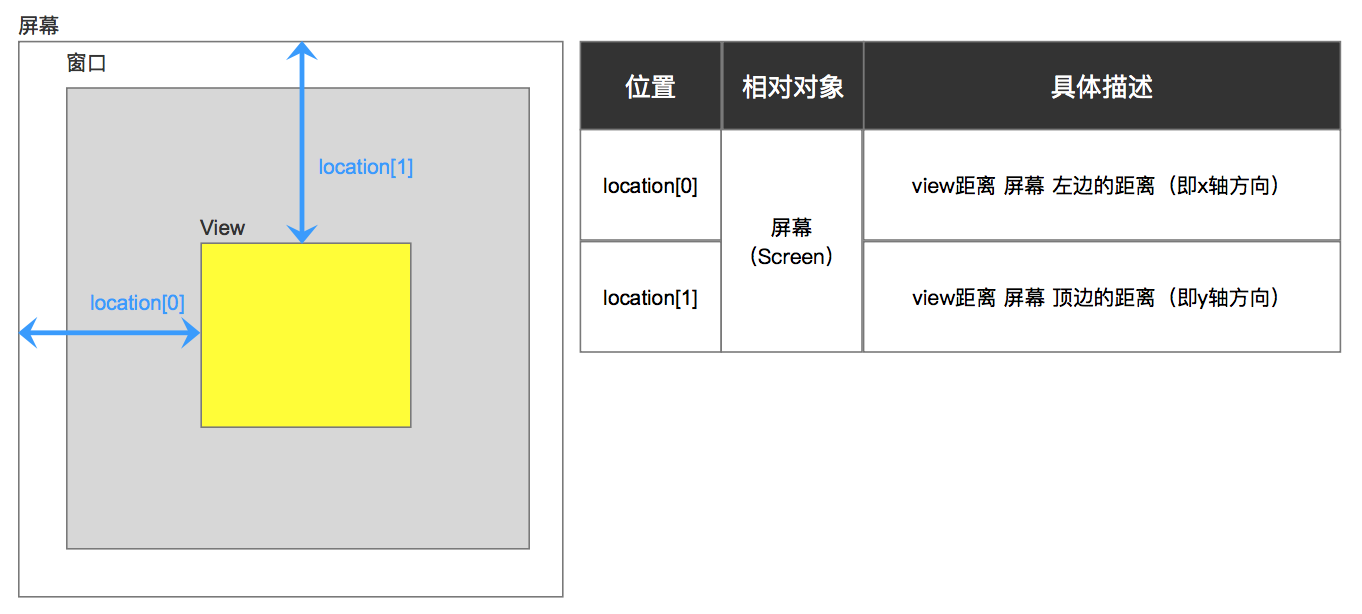 屏幕
窗口
location[1]
View
location[0]
位置 相对对象 具体描述
location[0] view距离 屏幕 左边的距离（即x轴方向）
屏幕
（Screen）
location[1] view距离 屏幕 顶边的距离（即y轴方向）